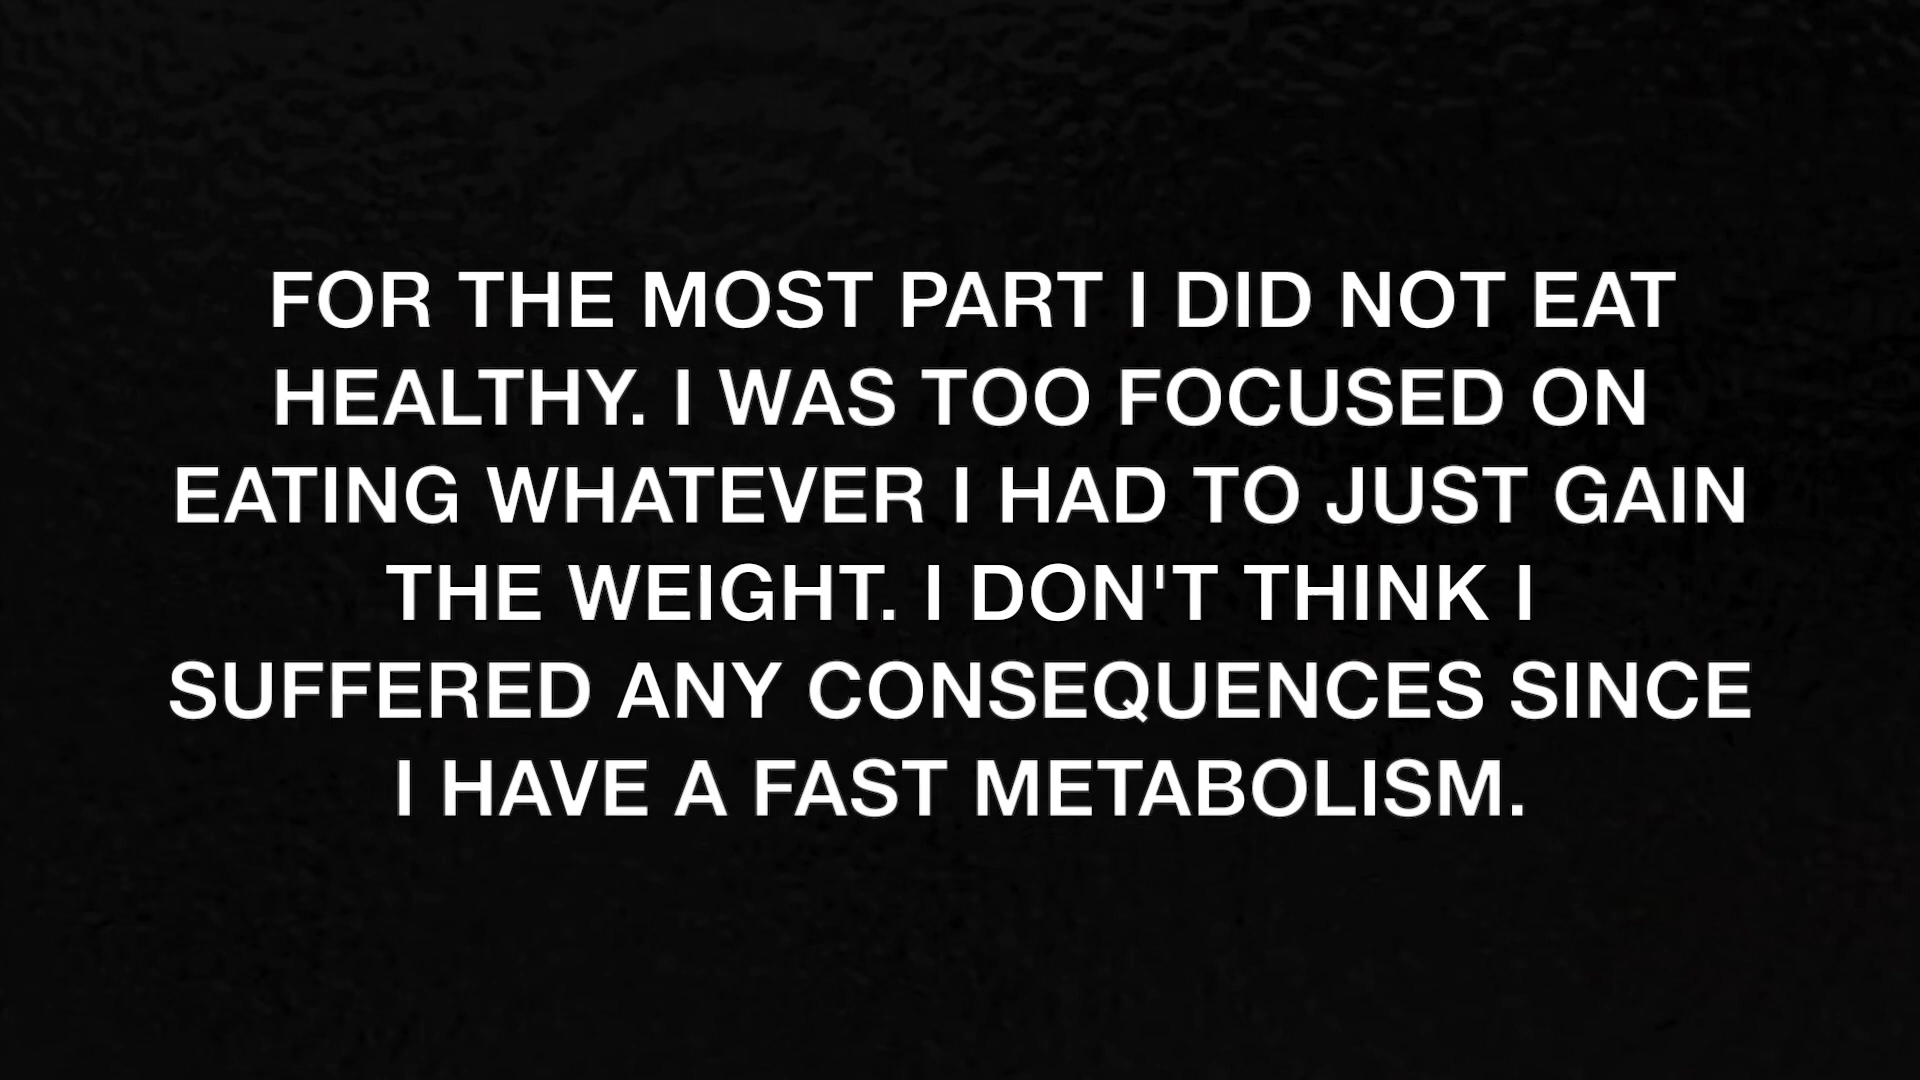 FOR THE MOST PART I DID NOT EAT
HEALTHY. I WAS TOO FOCUSED ON
EATING WHATEVER I HAD TO JUST GAIN
THE WEIGHT. I DON'T THINK I
SUFFERED ANY CONSEQUENCES SINCE
I HAVE A FAST METABOLISM.